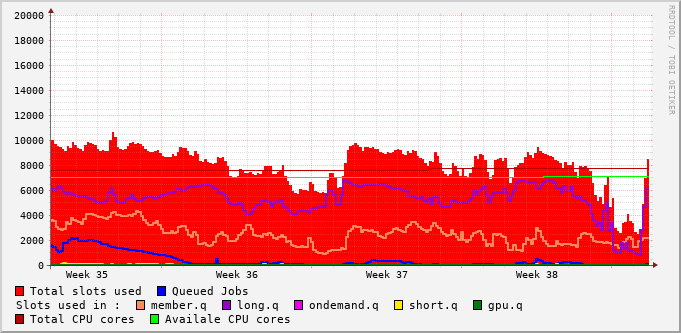 RRDTOOL / TOBI OETIKER
20000
18000
16000
14000
12000
10000
8000
6000
4000
2000
0
Week 35 Week 36 Week 37 Week 38
Total slots used Queued Jobs
Slots used in : member.q long.q ondemand.q short.q gpu.q
Total CPU cores Availale CPU cores